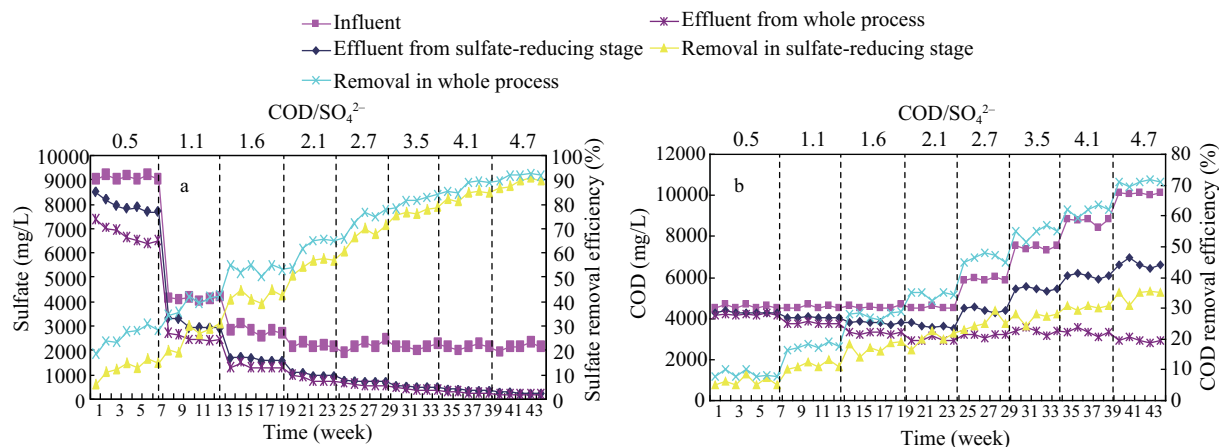 Influent
Effluent from whole process
Effluent from sulfate-reducing stage
Removal in sulfate-reducing stage
Removal in whole process
COD/SO₄²⁻
0.5 1.1 1.6 2.1 2.7 3.5 4.1 4.7
a
Sulfate (mg/L)
10000
9000
8000
7000
6000
5000
4000
3000
2000
1000
0
100
90
80
70
60
50
40
30
20
10
0
Sulfate removal efficiency (%)
1 3 5 7 9 11 13 15 17 19 21 23 25 27 29 31 33 35 37 39 41 43
Time (week)
COD/SO₄²⁻
0.5 1.1 1.6 2.1 2.7 3.5 4.1 4.7
b
COD (mg/L)
12000
10000
8000
6000
4000
2000
0
80
70
60
50
40
30
20
10
0
COD removal efficiency (%)
1 3 5 7 9 11 13 15 17 19 21 23 25 27 29 31 33 35 37 39 41 43
Time (week)